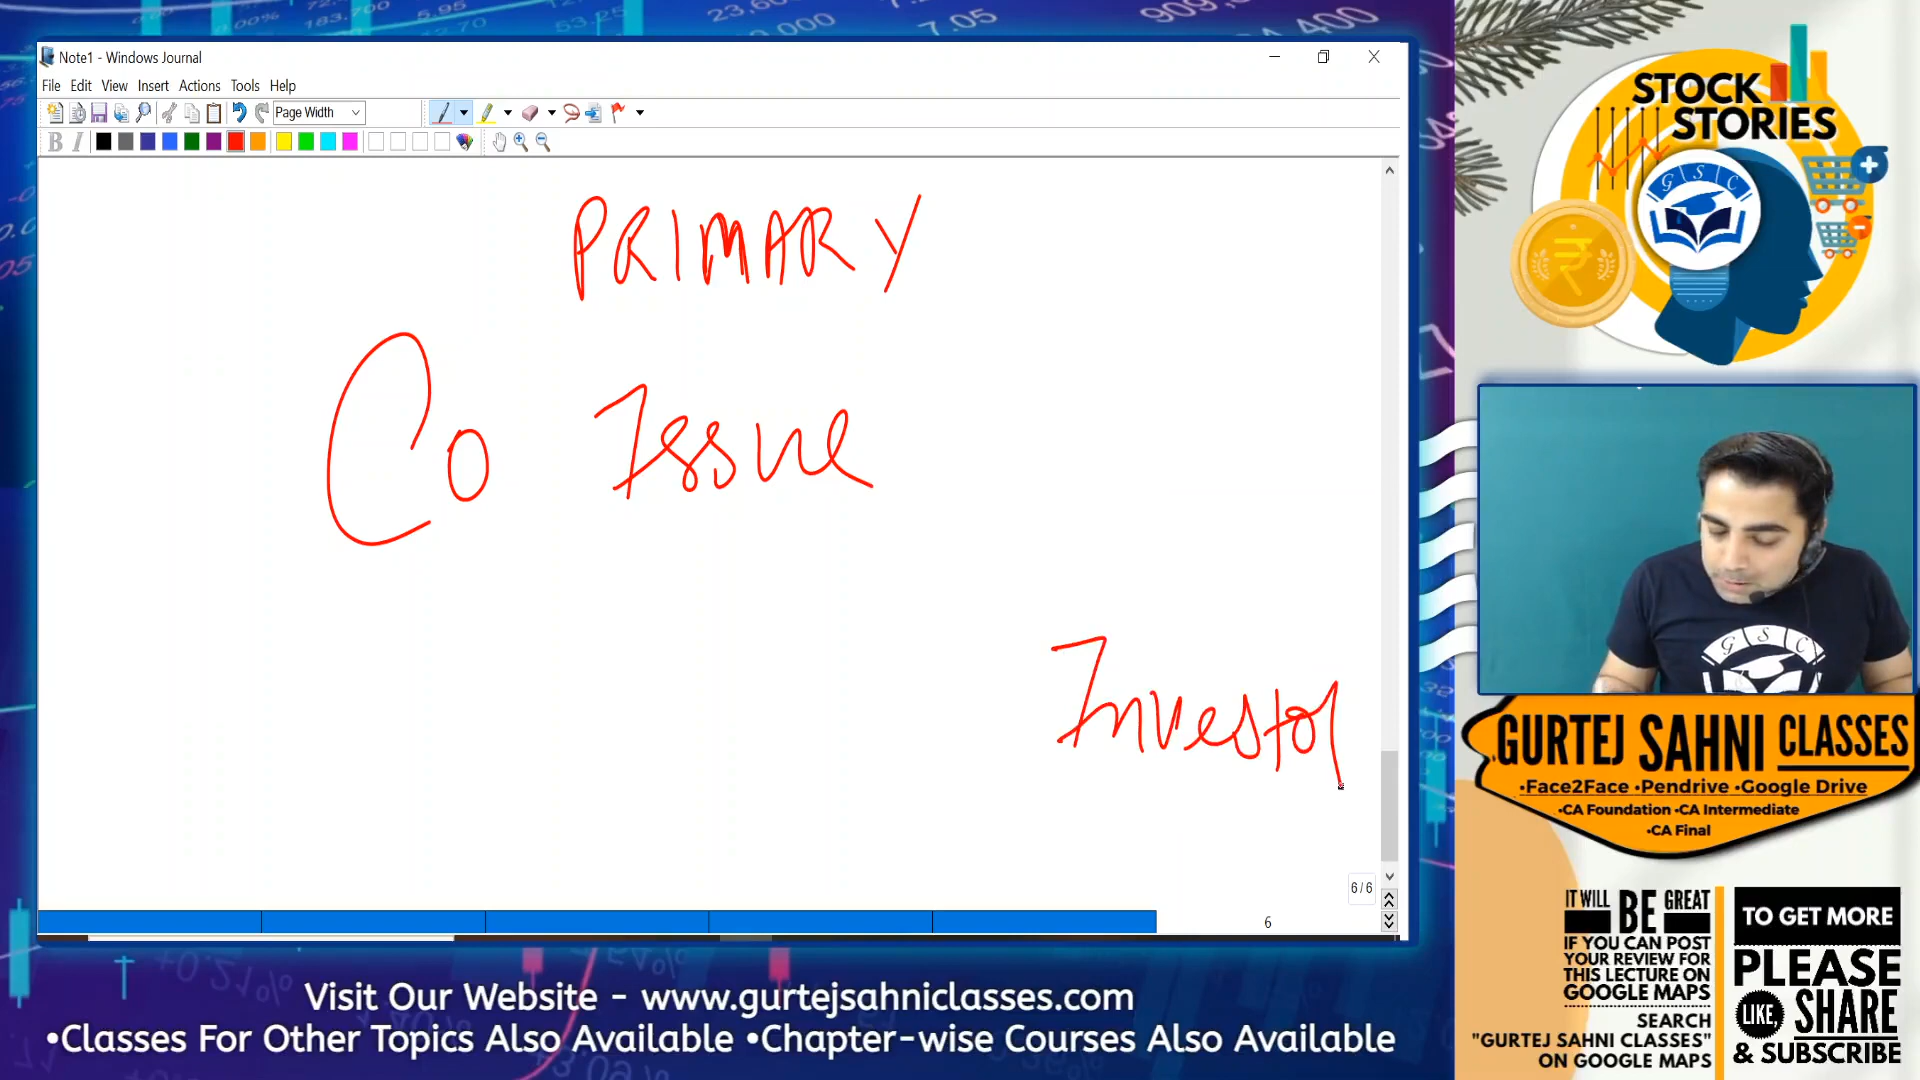 Note1 - Windows Journal
File Edit View Insert Actions Tools Help
Page Width
B I
PRIMARY
Co Issue
Investor
6 / 6
6
STOCK
STORIES
G S C
G S C
GURTEJ SAHNI CLASSES
•Face2Face •Pendrive •Google Drive
•CA Foundation •CA Intermediate
•CA Final
IT WILL BE GREAT
IF YOU CAN POST
YOUR REVIEW FOR
THIS LECTURE ON
GOOGLE MAPS
SEARCH
"GURTEJ SAHNI CLASSES"
ON GOOGLE MAPS
TO GET MORE
PLEASE
LIKE, SHARE
& SUBSCRIBE
Visit Our Website - www.gurtejsahniclasses.com
•Classes For Other Topics Also Available •Chapter-wise Courses Also Available